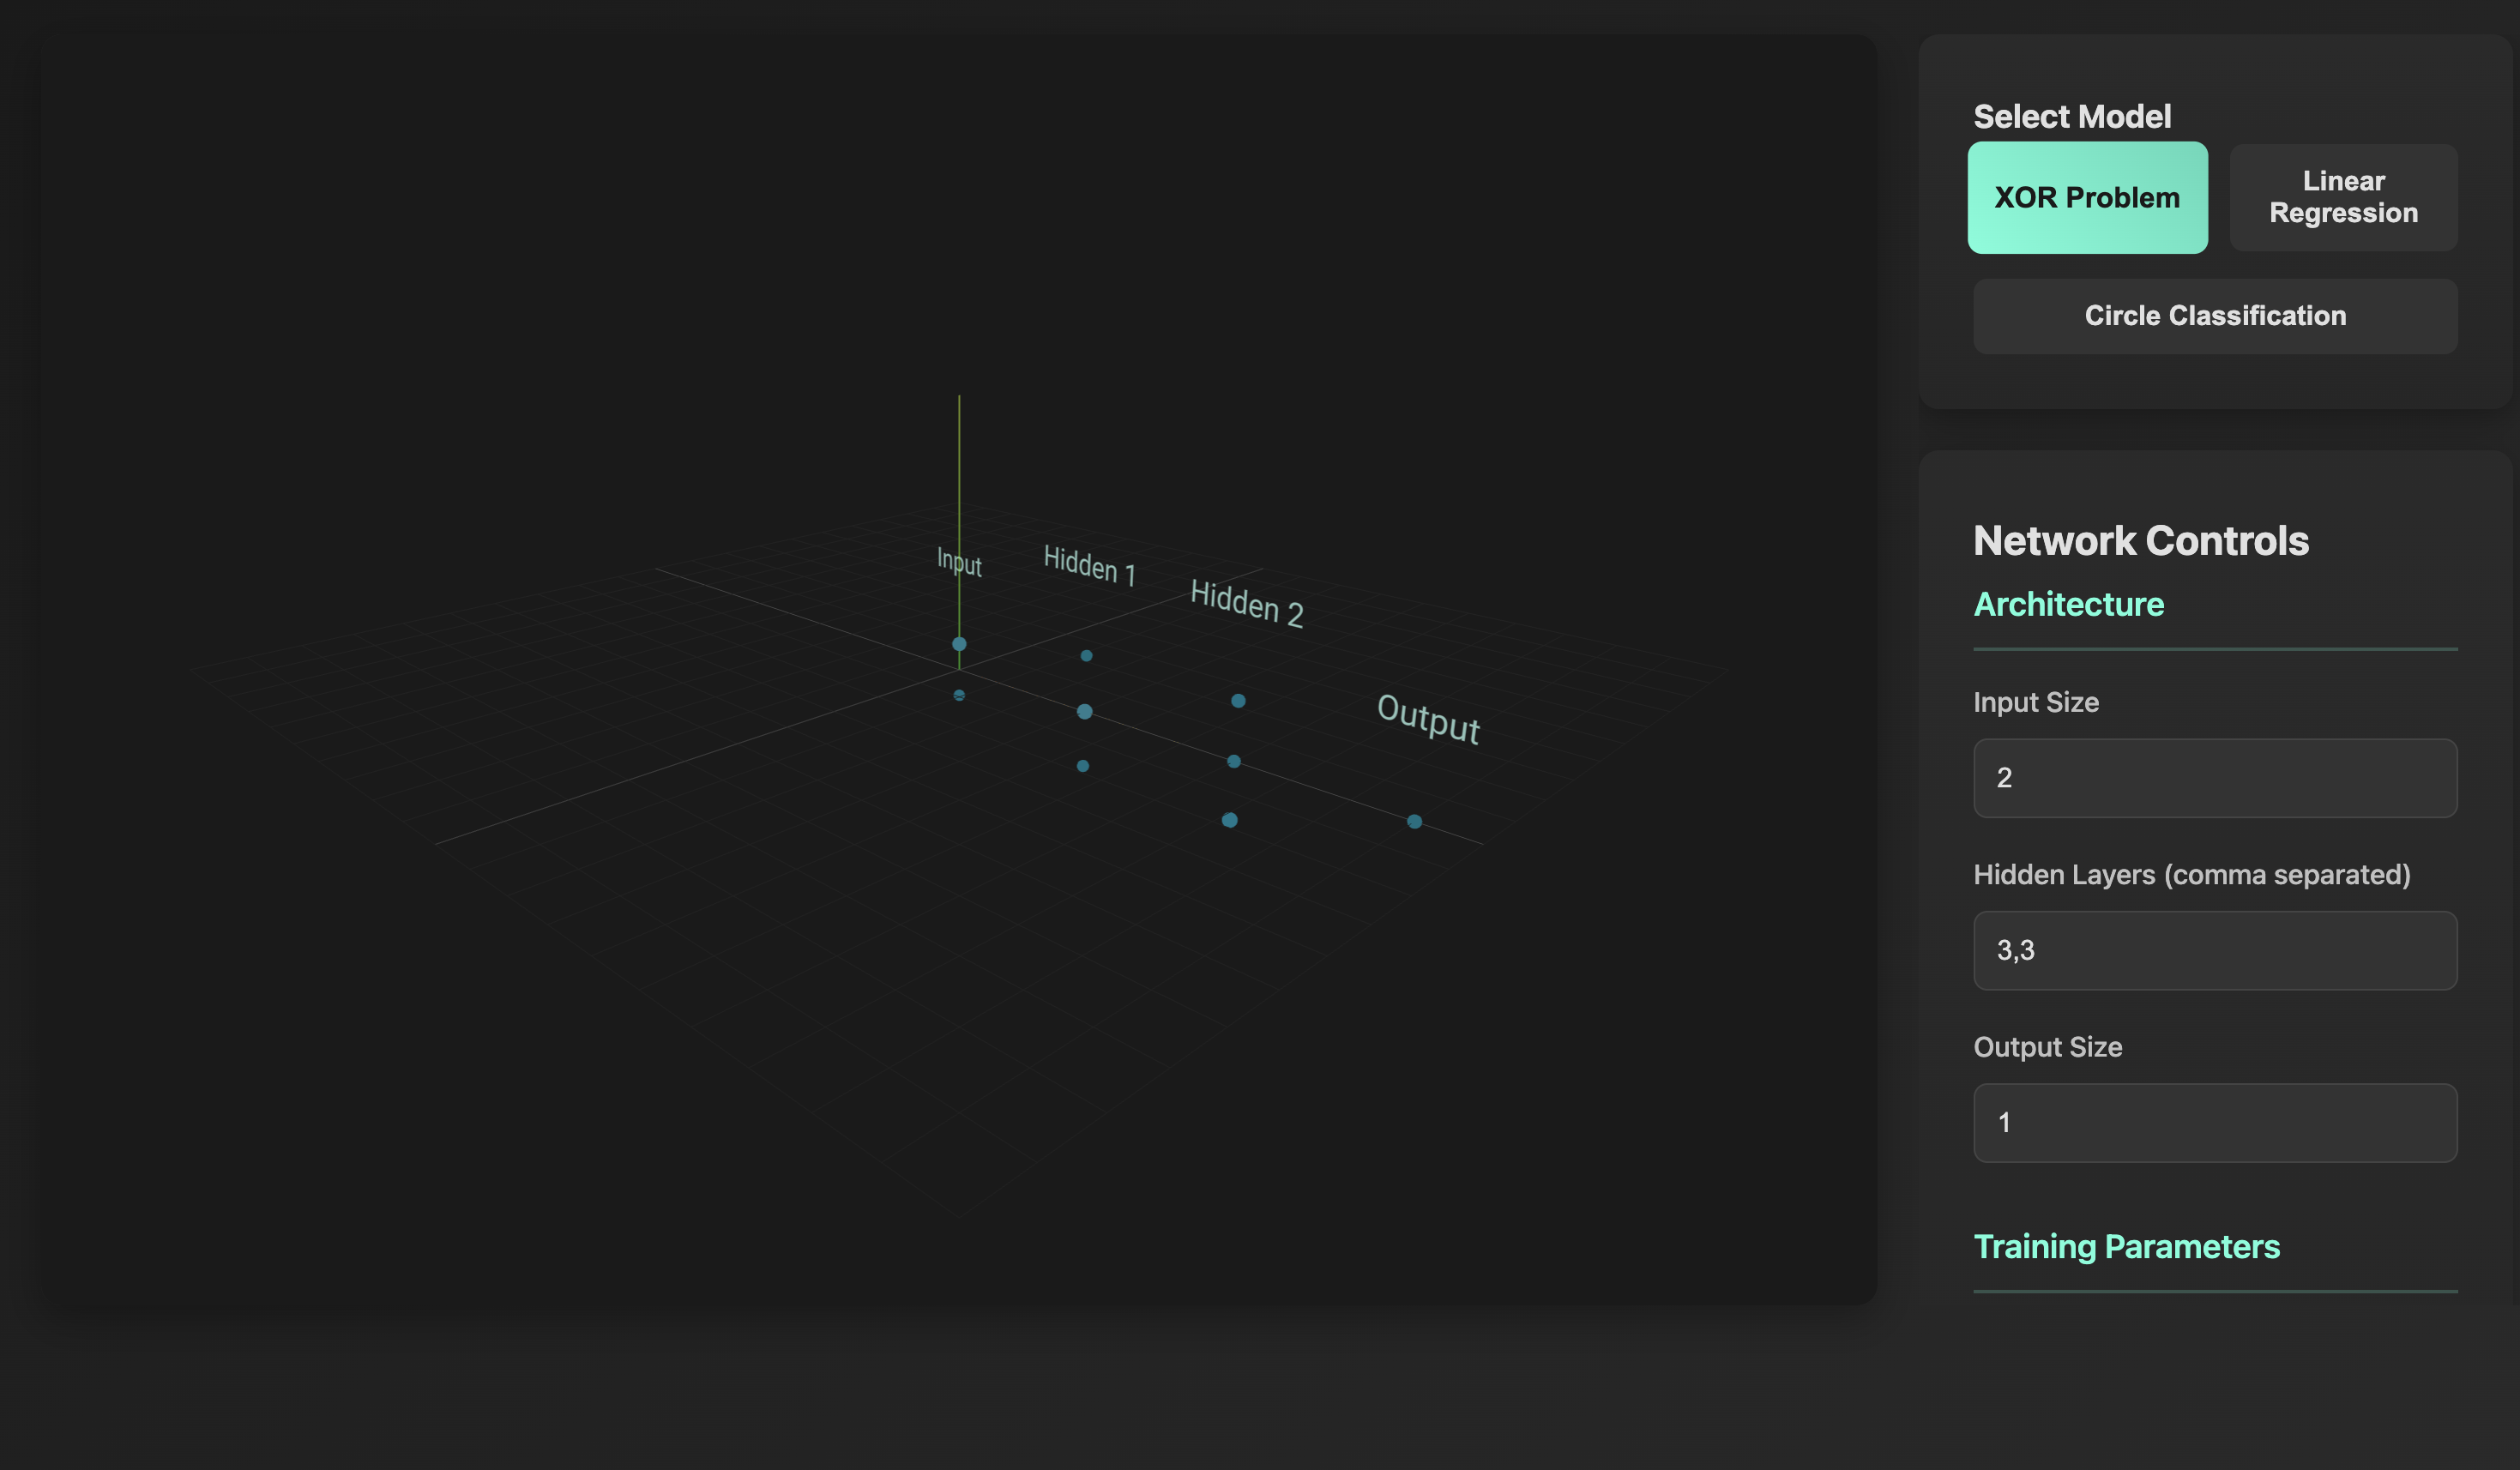 Input
Hidden 1
Hidden 2
Output
Select Model
XOR Problem
Linear
Regression
Circle Classification
Network Controls
Architecture
Input Size
2
Hidden Layers (comma separated)
3,3
Output Size
1
Training Parameters